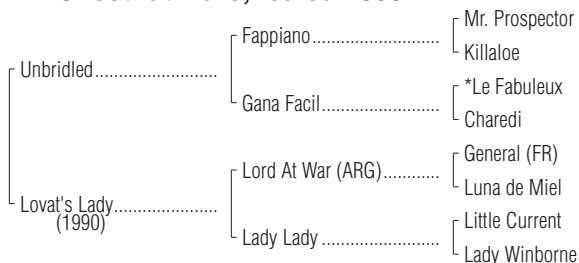 Mr. Prospector
Fappiano
Killaloe
Unbridled
*Le Fabuleux
Gana Facil
Charedi
General (FR)
Lord At War (ARG)
Luna de Miel
Lovat's Lady
(1990)
Little Current
Lady Lady
Lady Winborne